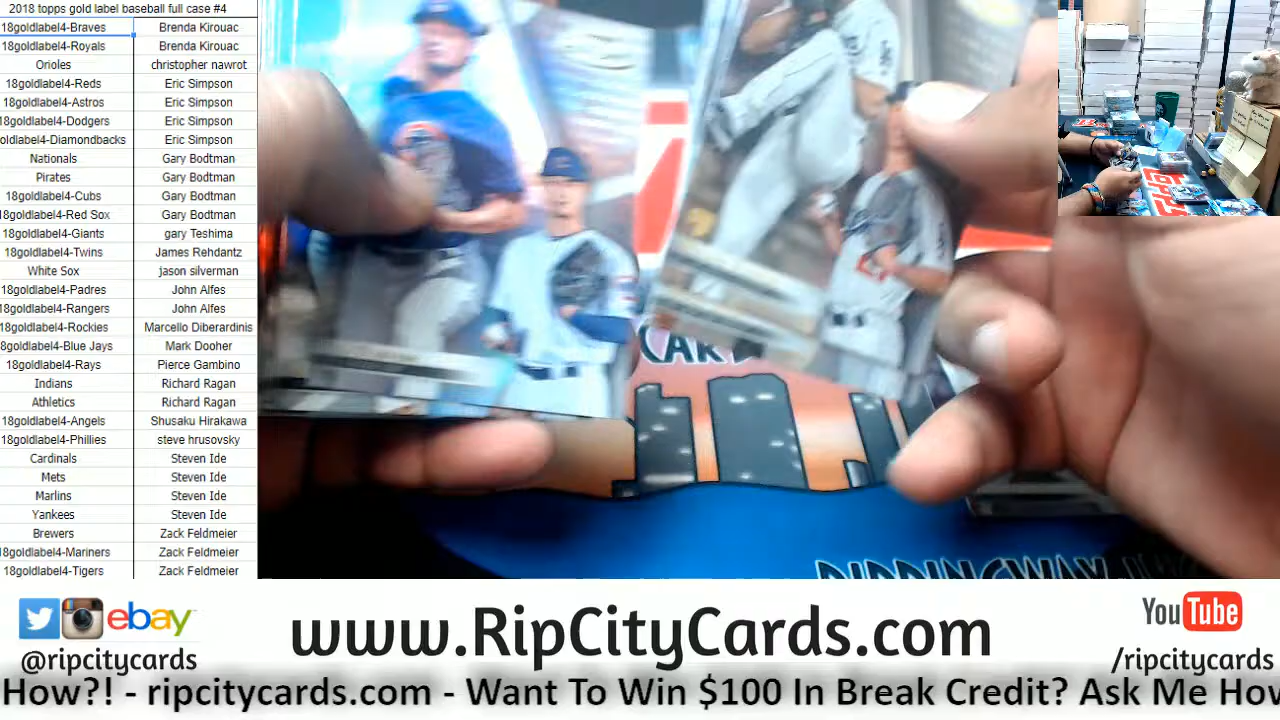 2018 topps gold label baseball full case #4
18goldlabel4-Braves Brenda Kirouac
18goldlabel4-Royals Brenda Kirouac
Orioles christopher nawrot
18goldlabel4-Reds Eric Simpson
18goldlabel4-Astros Eric Simpson
18goldlabel4-Dodgers Eric Simpson
oldlabel4-Diamondbacks Eric Simpson
Nationals Gary Bodtman
Pirates Gary Bodtman
18goldlabel4-Cubs Gary Bodtman
18goldlabel4-Red Sox Gary Bodtman
18goldlabel4-Giants gary Teshima
18goldlabel4-Twins James Rehdantz
White Sox jason silverman
18goldlabel4-Padres John Alfes
18goldlabel4-Rangers John Alfes
18goldlabel4-Rockies Marcello Diberardinis
8goldlabel4-Blue Jays Mark Dooher
18goldlabel4-Rays Pierce Gambino
Indians Richard Ragan
Athletics Richard Ragan
18goldlabel4-Angels Shusaku Hirakawa
18goldlabel4-Phillies steve hrusovsky
Cardinals Steven Ide
Mets Steven Ide
Marlins Steven Ide
Yankees Steven Ide
Brewers Zack Feldmeier
18goldlabel4-Mariners Zack Feldmeier
18goldlabel4-Tigers Zack Feldmeier
CAR
ebay
@ripcitycards
www.RipCityCards.com
YouTube
/ripcitycards
How?! - ripcitycards.com - Want To Win $100 In Break Credit? Ask Me How